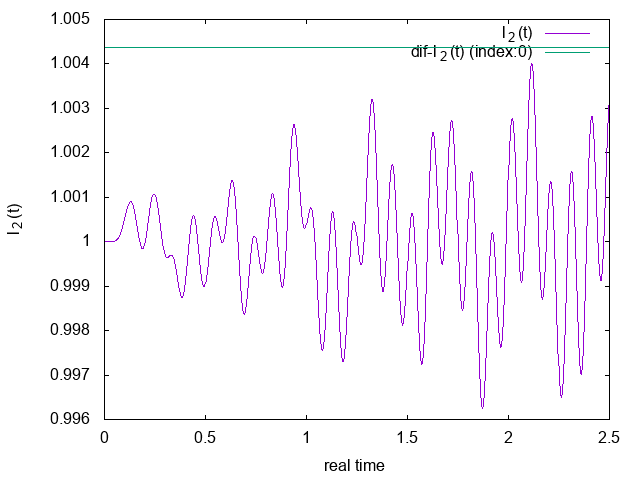 1.005
1.004
1.003
1.002
1.001
1
0.999
0.998
0.997
0.996
I₂(t)
I₂(t)
dif-I₂(t) (index:0)
0 0.5 1 1.5 2 2.5
real time